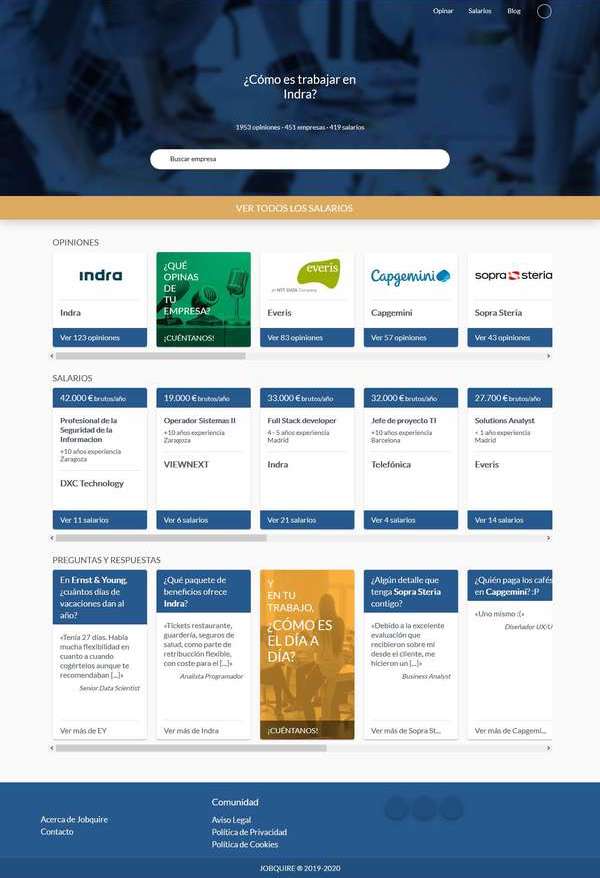 Opinar Salarios Blog
¿Cómo es trabajar en
Indra?
1953 opiniones · 451 empresas · 419 salarios
Buscar empresa
VER TODOS LOS SALARIOS
OPINIONES
indra
Indra
Ver 123 opiniones
¿QUÉ
OPINAS
DE
TU
EMPRESA?
¡CUÉNTANOS!
everis
an NTT DATA Company
Everis
Ver 83 opiniones
Capgemini
Capgemini
Ver 57 opiniones
sopra steria
Sopra Steria
Ver 43 opiniones
SALARIOS
42.000 € brutos/año
Profesional de la
Seguridad de la
Informacion
+10 años experiencia
Zaragoza
DXC Technology
Ver 11 salarios
19.000 € brutos/año
Operador Sistemas II
+10 años experiencia
Zaragoza
VIEWNEXT
Ver 6 salarios
33.000 € brutos/año
Full Stack developer
4-5 años experiencia
Madrid
Indra
Ver 21 salarios
32.000 € brutos/año
Jefe de proyecto TI
+10 años experiencia
Barcelona
Telefónica
Ver 4 salarios
27.700 € brutos/año
Solutions Analyst
< 1 año experiencia
Madrid
Everis
Ver 14 salarios
PREGUNTAS Y RESPUESTAS
En Ernst & Young,
¿cuántos días de
vacaciones dan al
año?
«Tenía 27 días. Había
mucha flexibilidad en
cuanto a cuando
cogértelos aunque te
recomendaban [...]»
Senior Data Scientist
Ver más de EY
¿Qué paquete de
beneficios ofrece
Indra?
«Tickets restaurante,
guardería, seguros de
salud, como parte de
retribución flexible,
con coste para el [...]»
Analista Programador
Ver más de Indra
Y
EN TU
TRABAJO,
¿CÓMO ES
EL DÍA A
DÍA?
¡CUÉNTANOS!
¿Algún detalle que
tenga Sopra Steria
contigo?
«Debido a la excelente
evaluación que
recibieron sobre mí
desde el cliente, me
hicieron un [...]»
Business Analyst
Ver más de Sopra St...
¿Quién paga los cafés
en Capgemini? :P
«Uno mismo :(»
Diseñador UX/U
Ver más de Capgemi...
Acerca de Jobquire
Contacto
Comunidad
Aviso Legal
Política de Privacidad
Política de Cookies
JOBQUIRE ® 2019-2020